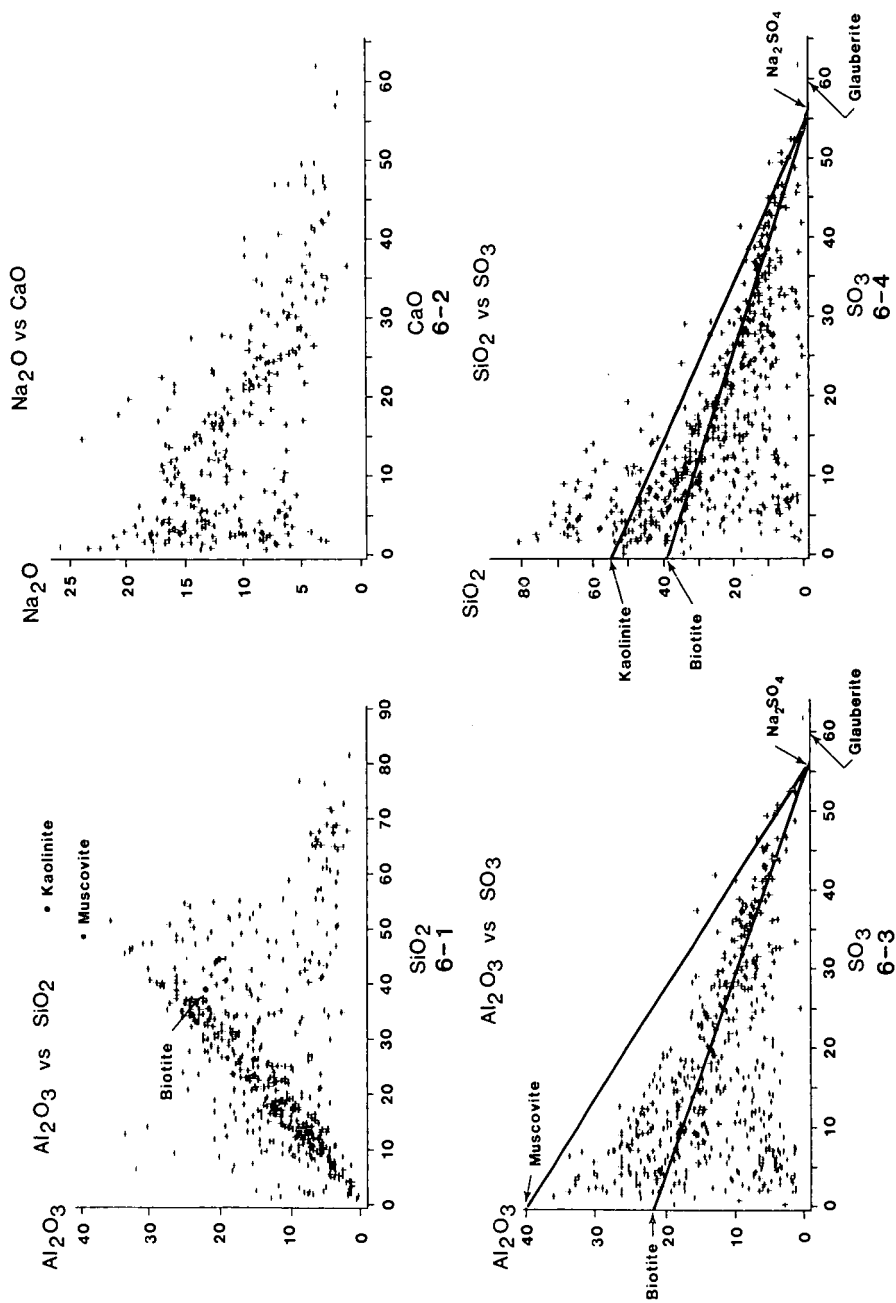 Al₂O₃
Al₂O₃ vs SiO₂
• Kaolinite
• Muscovite
40
30
Biotite
20
10
0
0 10 20 30 40 50 60 70 80 90
SiO₂
6-1
Na₂O
Na₂O vs CaO
25
20
15
10
5
0
0 10 20 30 40 50 60
CaO
6-2
Al₂O₃
Al₂O₃ vs SO₃
40
Muscovite
30
Biotite
20
10
Na₂SO₄
0 10 20 30 40 50 60
SO₃
Glauberite
6-3
SiO₂
SiO₂ vs SO₃
80
60
Kaolinite
40
Biotite
20
Na₂SO₄
0
0 10 20 30 40 50 60
SO₃
Glauberite
6-4